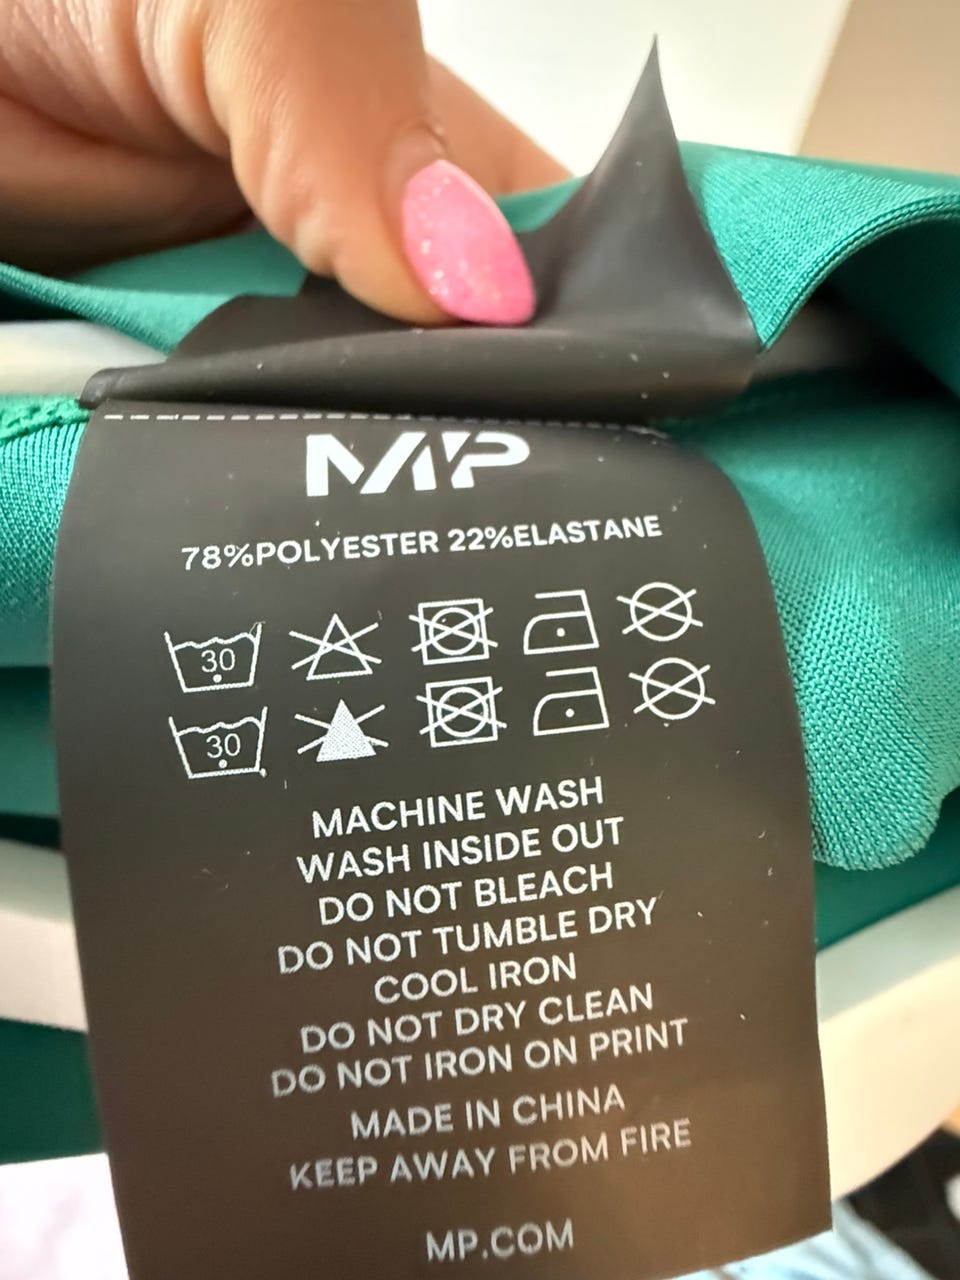 MP
78%POLYESTER 22%ELASTANE
30
30
MACHINE WASH
WASH INSIDE OUT
DO NOT BLEACH
DO NOT TUMBLE DRY
COOL IRON
DO NOT DRY CLEAN
DO NOT IRON ON PRINT
MADE IN CHINA
KEEP AWAY FROM FIRE
MP.COM